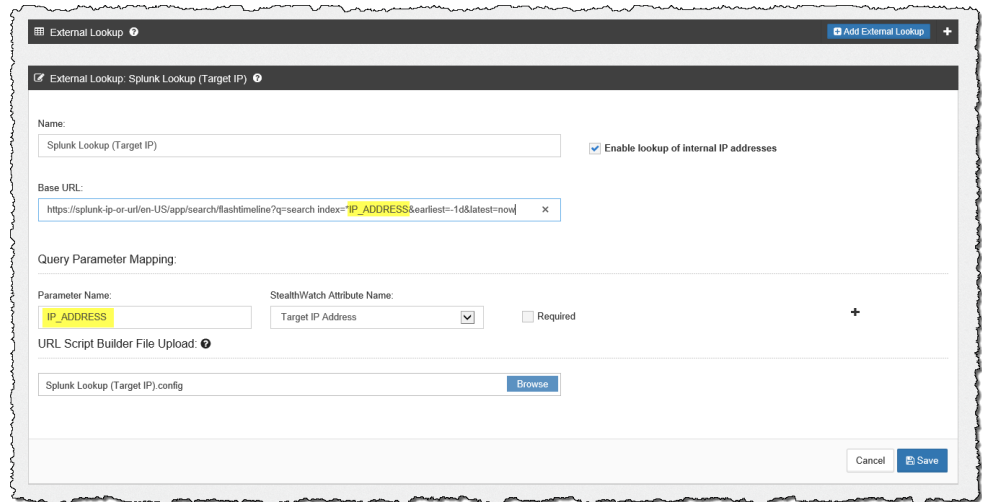 External Lookup
Add External Lookup
External Lookup: Splunk Lookup (Target IP)
Name:
Splunk Lookup (Target IP)
Enable lookup of internal IP addresses
Base URL:
https://splunk-ip-or-url/en-US/app/search/flashtimeline?q=search index=*IP_ADDRESS&earliest=-1d&latest=now
Query Parameter Mapping:
Parameter Name:
StealthWatch Attribute Name:
IP_ADDRESS
Target IP Address
Required
URL Script Builder File Upload:
Splunk Lookup (Target IP).config
Browse
Cancel
Save